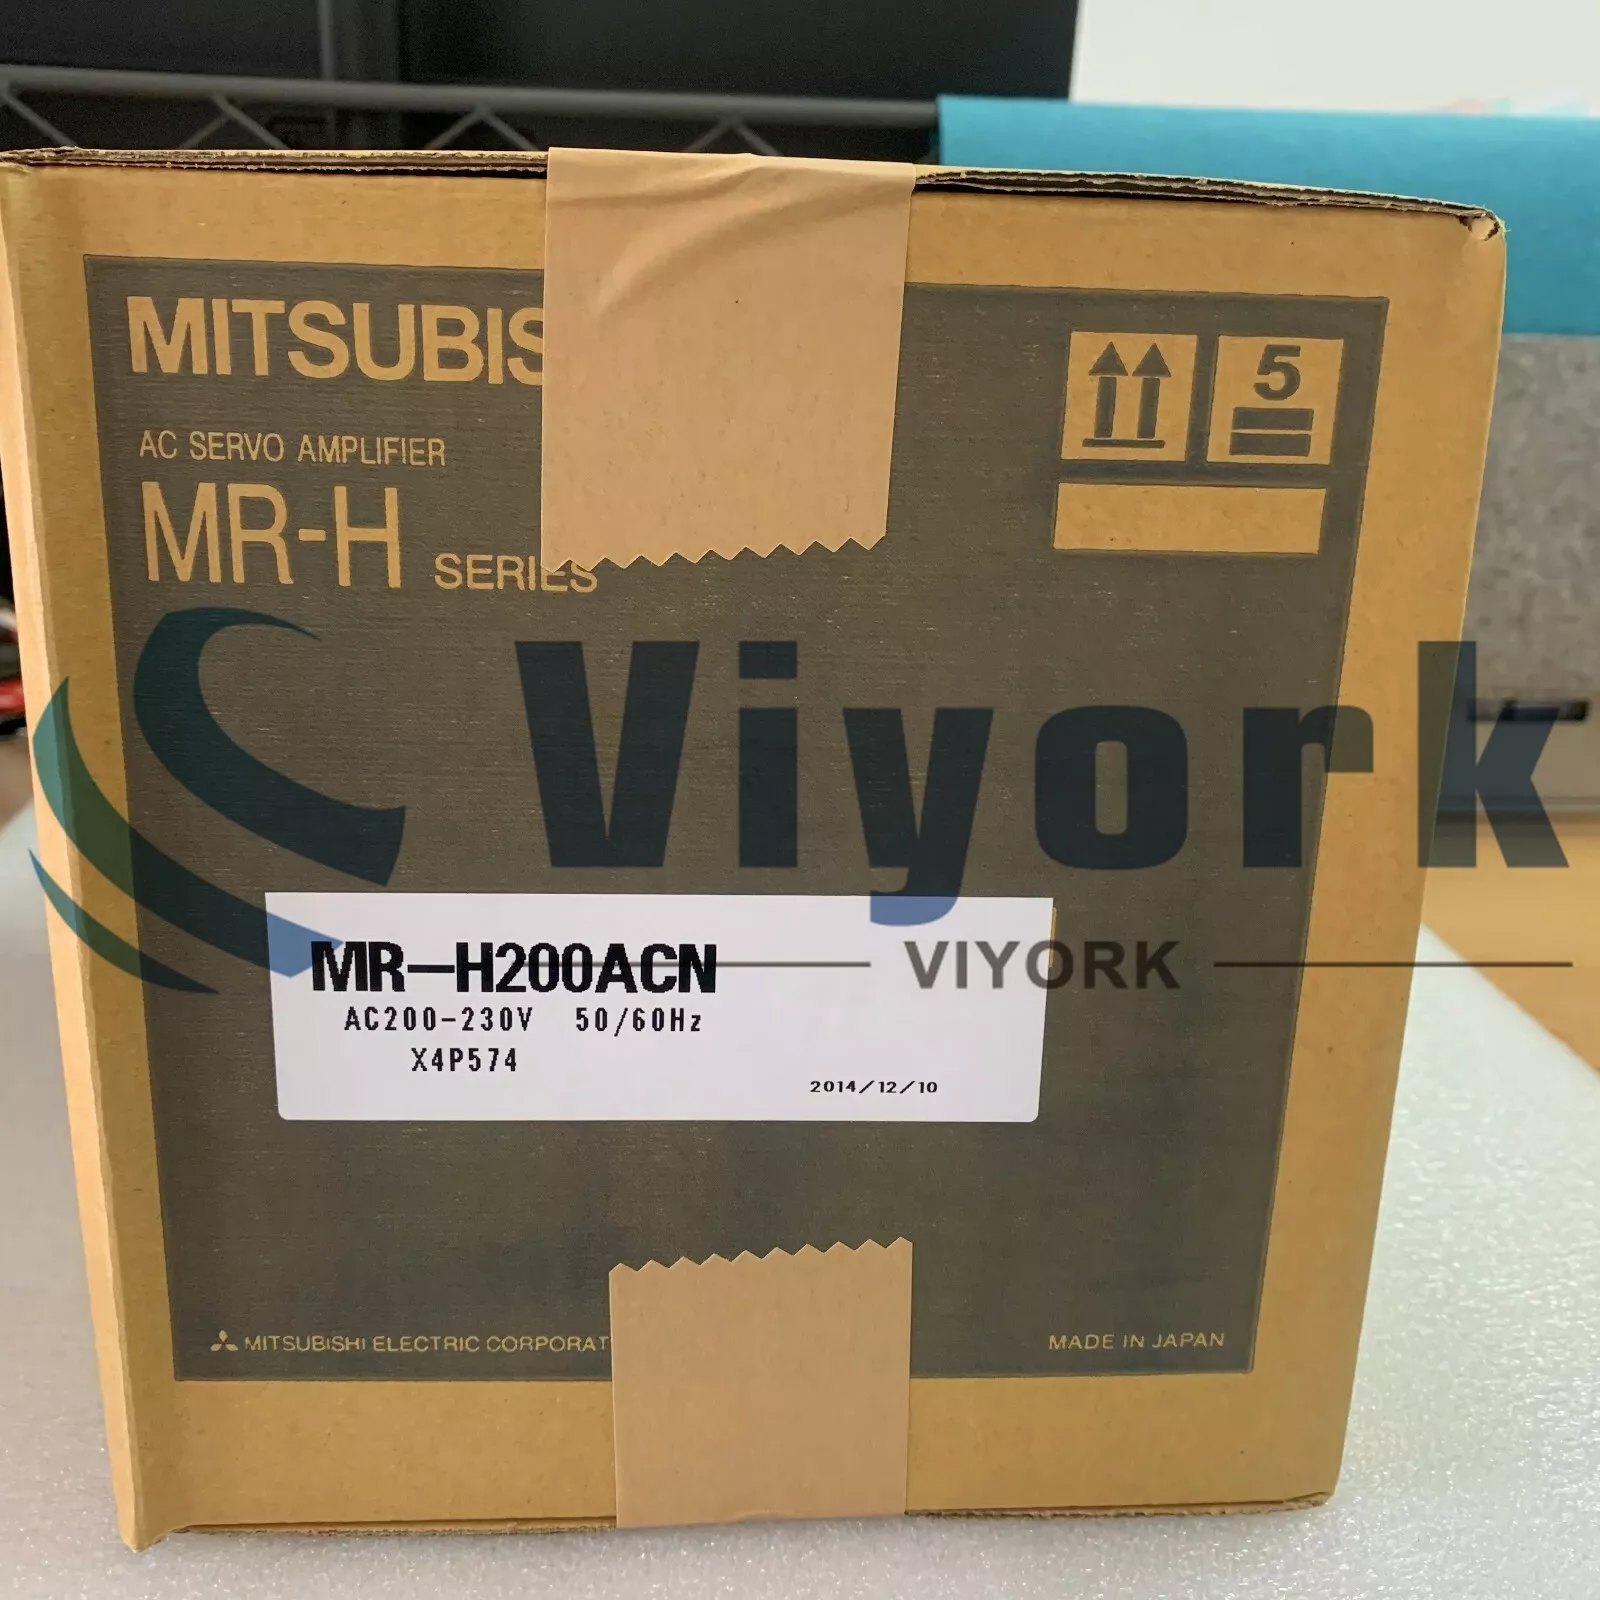 MITSUBIS
5
AC SERVO AMPLIFIER
MR-H SERIES
Viyork
VIYORK
MR-H200ACN
AC200-230V 50/60Hz
X4P574
2014/12/10
MITSUBISHI ELECTRIC CORPORAT
MADE IN JAPAN